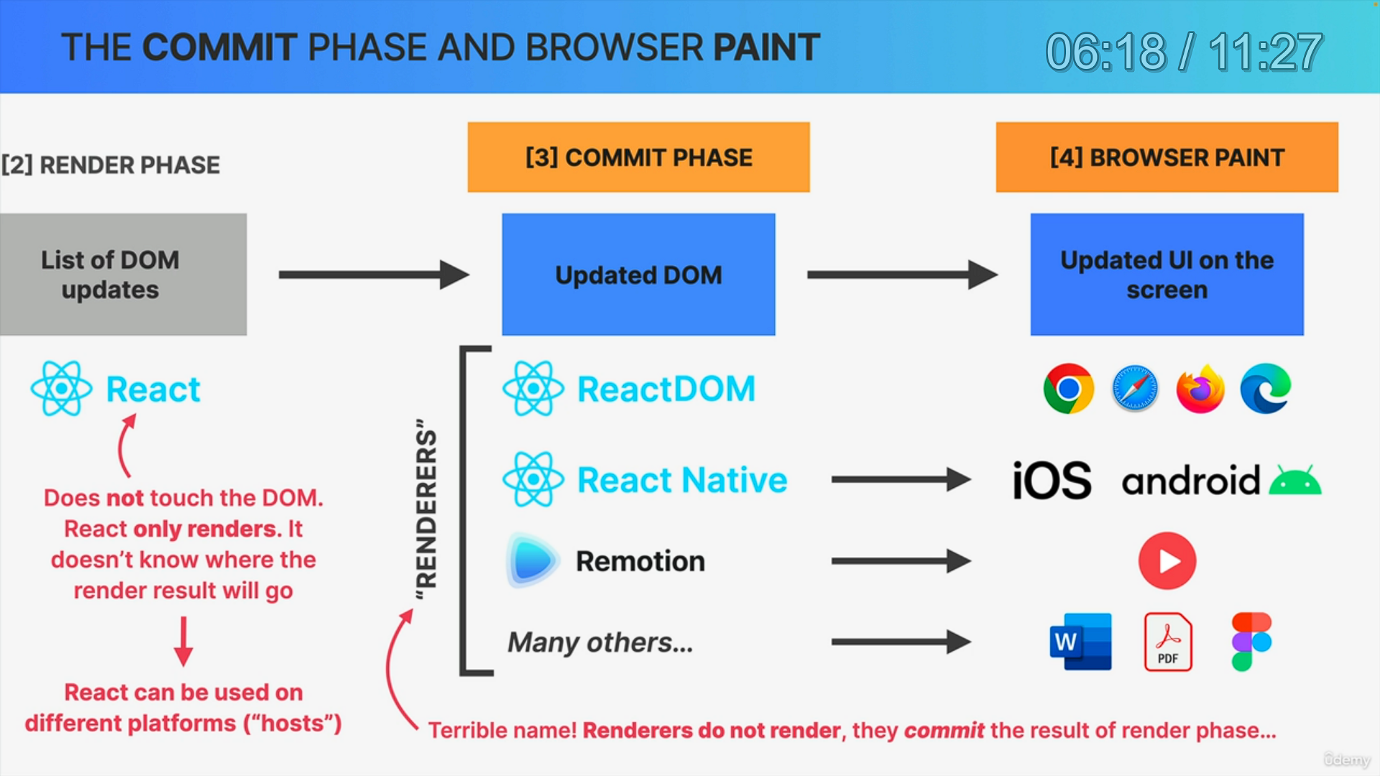 THE COMMIT PHASE AND BROWSER PAINT
06:18 / 11:27
[2] RENDER PHASE
[3] COMMIT PHASE
[4] BROWSER PAINT
List of DOM
updates
Updated DOM
Updated UI on the
screen
React
ReactDOM
"RENDERERS"
React Native
iOS
android
Does not touch the DOM.
React only renders. It
doesn't know where the
render result will go
Remotion
Many others...
W
PDF
React can be used on
different platforms ("hosts")
Terrible name! Renderers do not render, they commit the result of render phase...
ûdemy